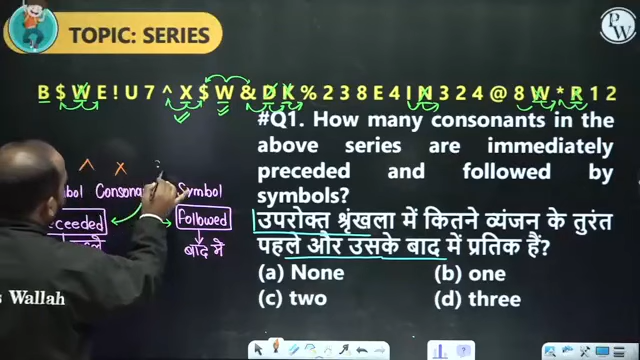 TOPIC: SERIES
PW
B $ W E ! U 7 ^ X $ W & D K % 2 3 8 E 4 I N 3 2 4 @ 8 W * R 1 2
#Q1. How many consonants in the
above series are immediately
preceded and followed by
symbols?
^ x
Symbol
Followed
बाद में
उपरोक्त श्रृंखला में कितने व्यंजन के तुरंत
पहले और उसके बाद में प्रतिक हैं?
(a) None (b) one
(c) two (d) three
Wallah